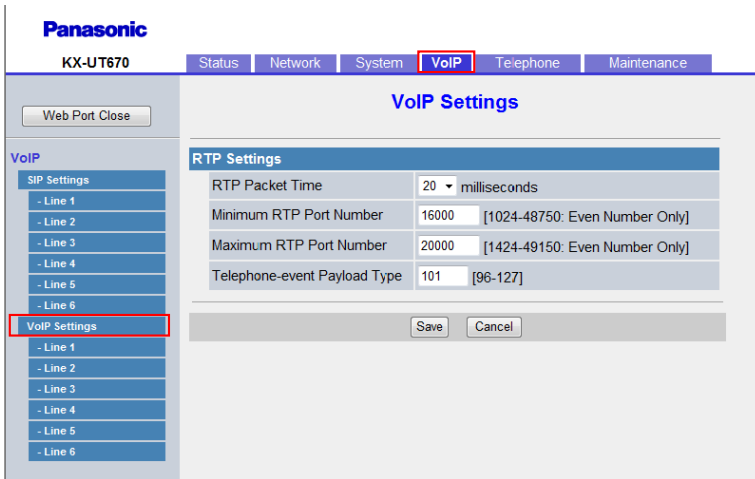 Panasonic
KX-UT670
Status Network System VoIP Telephone Maintenance
Web Port Close
VoIP
SIP Settings
- Line 1
- Line 2
- Line 3
- Line 4
- Line 5
- Line 6
VoIP Settings
- Line 1
- Line 2
- Line 3
- Line 4
- Line 5
- Line 6
VoIP Settings
RTP Settings
RTP Packet Time 20 milliseconds
Minimum RTP Port Number 16000 [1024-48750: Even Number Only]
Maximum RTP Port Number 20000 [1424-49150: Even Number Only]
Telephone-event Payload Type 101 [96-127]
Save Cancel